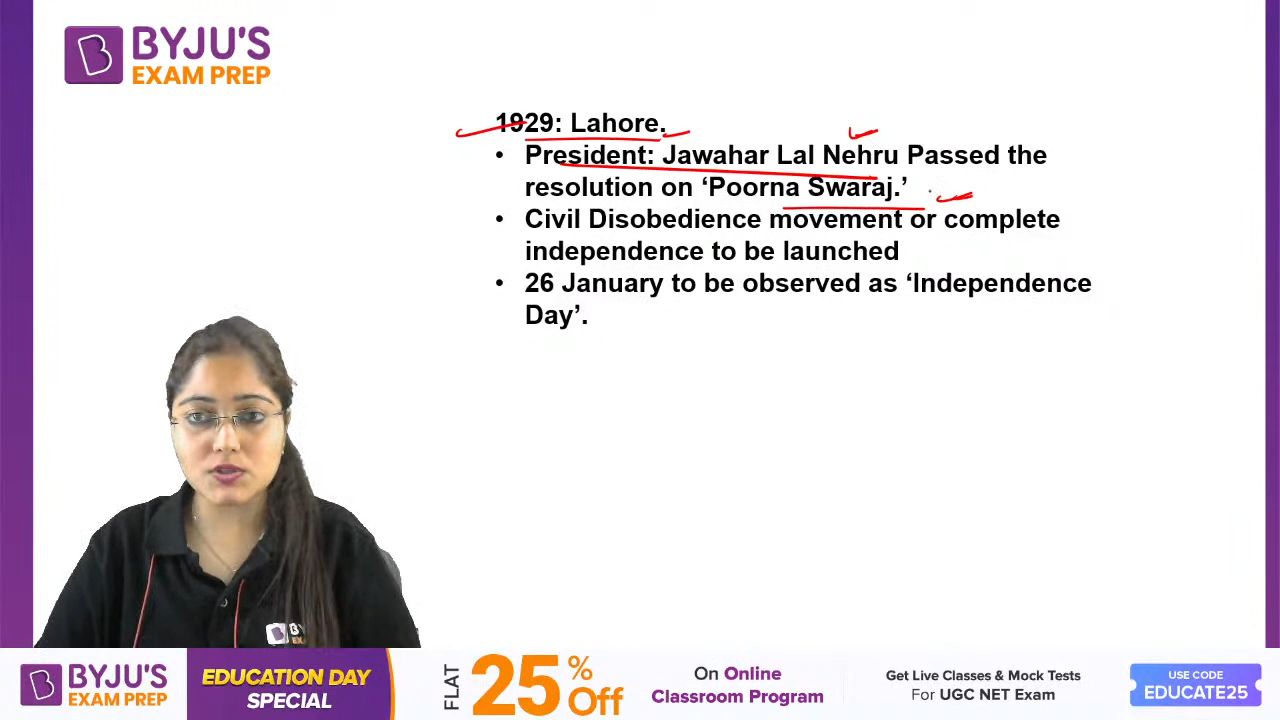 BYJU'S
EXAM PREP
1929: Lahore.
• President: Jawahar Lal Nehru Passed the
resolution on ‘Poorna Swaraj.’
• Civil Disobedience movement or complete
independence to be launched
• 26 January to be observed as ‘Independence
Day’.
BYJU'S
EXAM PREP
EDUCATION DAY
SPECIAL
FLAT
25% Off
On Online
Classroom Program
Get Live Classes & Mock Tests
For UGC NET Exam
USE CODE
EDUCATE25